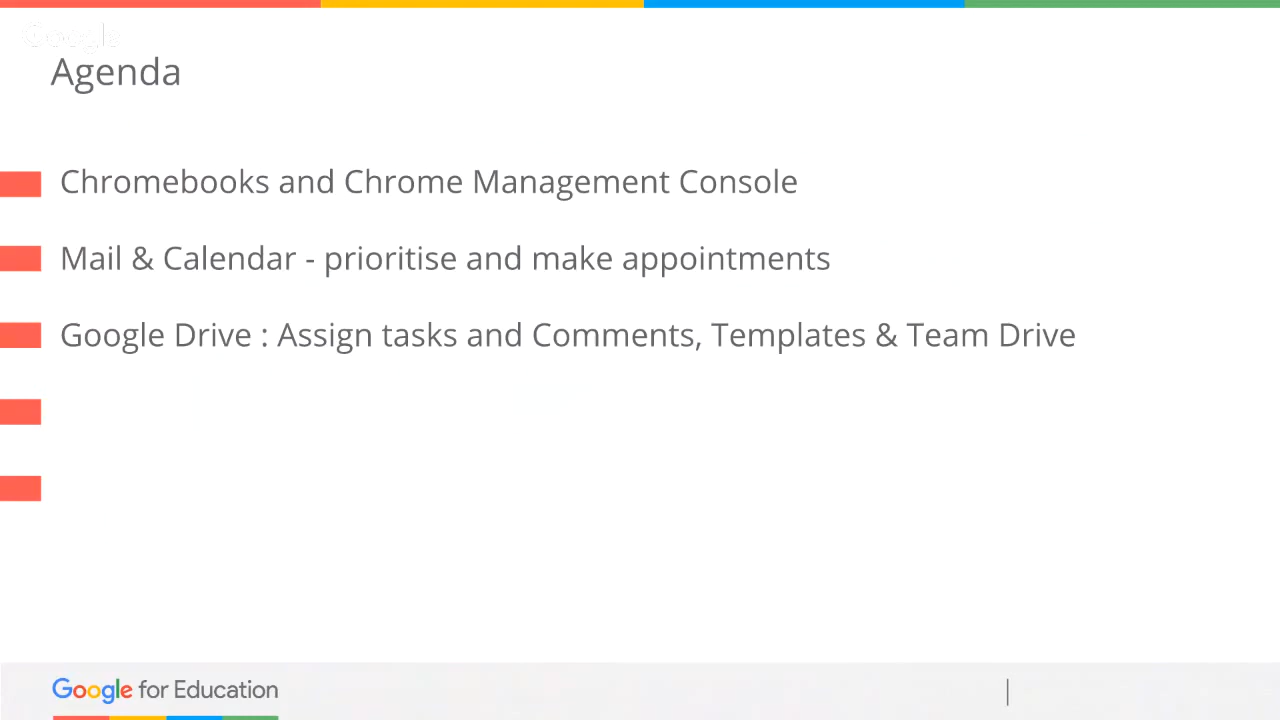 Google
Agenda
Chromebooks and Chrome Management Console
Mail & Calendar - prioritise and make appointments
Google Drive : Assign tasks and Comments, Templates & Team Drive
Google for Education